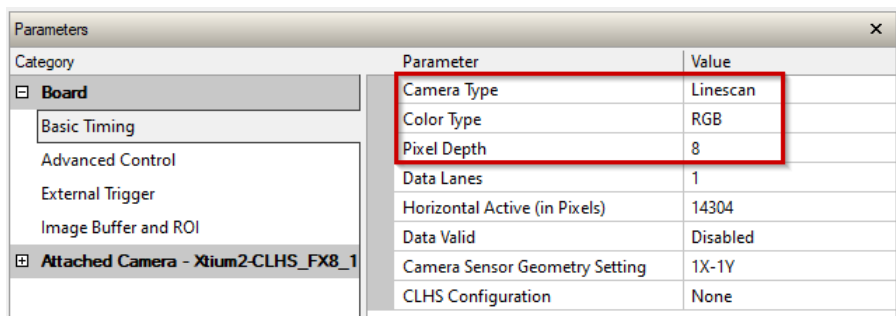 Parameters ×
Category Parameter Value
Board Camera Type Linescan
Basic Timing Color Type RGB
Pixel Depth 8
Advanced Control Data Lanes 1
External Trigger Horizontal Active (in Pixels) 14304
Image Buffer and ROI Data Valid Disabled
Attached Camera - Xtium2-CLHS_FX8_1 Camera Sensor Geometry Setting 1X-1Y
CLHS Configuration None